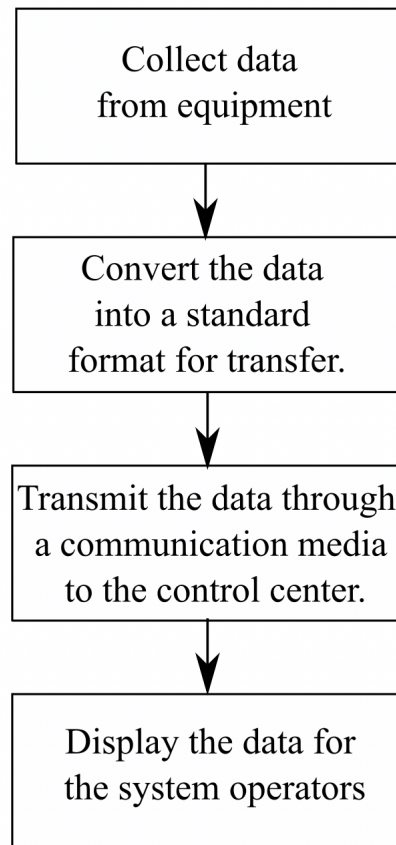 Collect data
from equipment
Convert the data
into a standard
format for transfer.
Transmit the data through
a communication media
to the control center.
Display the data for
the system operators